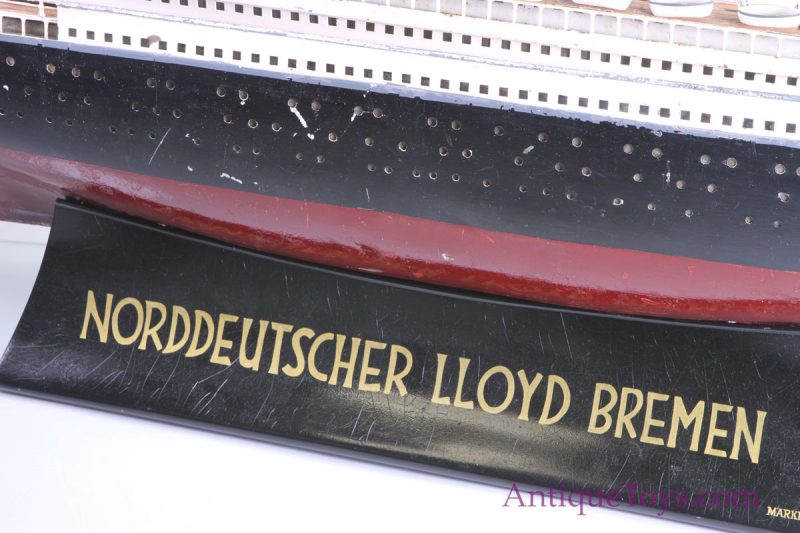 NORDDEUTSCHER LLOYD BREMEN
AntiqueToys.com